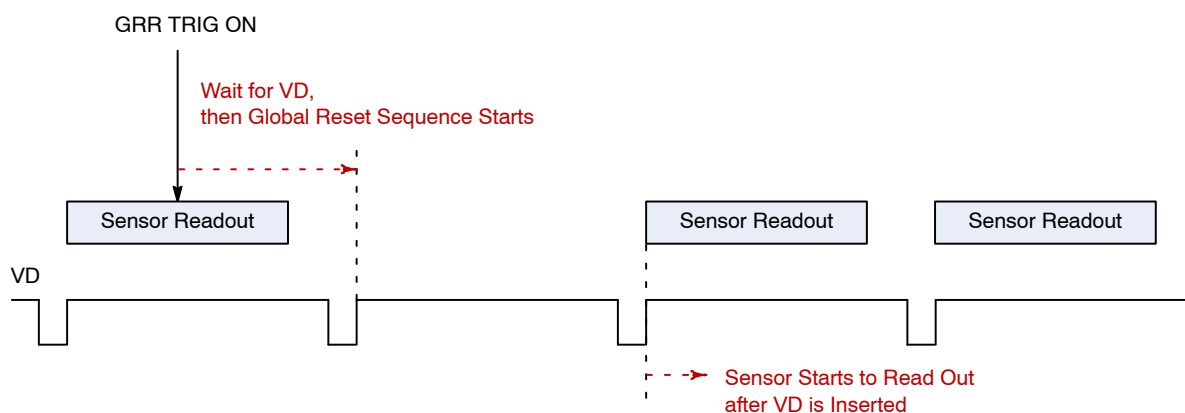 GRR TRIG ON
Wait for VD,
then Global Reset Sequence Starts
Sensor Readout
Sensor Readout
Sensor Readout
VD
Sensor Starts to Read Out
after VD is Inserted